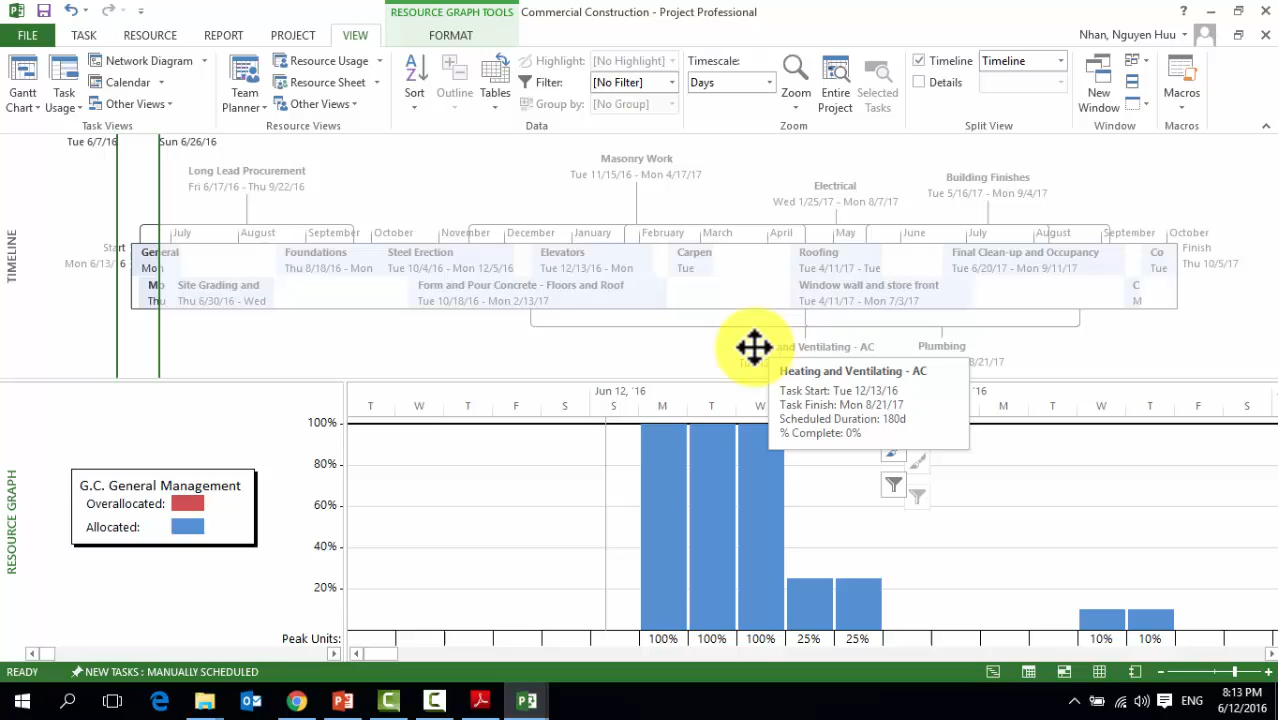 RESOURCE GRAPH TOOLS
Commercial Construction - Project Professional
?
FILE
TASK
RESOURCE
REPORT
PROJECT
VIEW
FORMAT
Nhan, Nguyen Huu
Gantt Chart
Task Usage
Network Diagram
Calendar
Other Views
Task Views
Team Planner
Resource Usage
Resource Sheet
Other Views
Resource Views
Sort
Outline
Tables
Highlight: [No Highlight]
Filter: [No Filter]
Group by: [No Group]
Data
Timescale:
Days
Zoom
Entire Project
Selected Tasks
Zoom
Timeline
Timeline
Details
Split View
New Window
Window
Macros
Macros
TIMELINE
Tue 6/7/16
Sun 6/26/16
Long Lead Procurement
Fri 6/17/16 - Thu 9/22/16
Masonry Work
Tue 11/15/16 - Mon 4/17/17
Electrical
Wed 1/25/17 - Mon 8/7/17
Building Finishes
Tue 5/16/17 - Mon 9/4/17
July August September October November December January February March April May June July August September October
Start
Mon 6/13/16
Finish
Thu 10/5/17
General
Mon
Foundations
Thu 8/18/16 - Mon
Steel Erection
Tue 10/4/16 - Mon 12/5/16
Elevators
Tue 12/13/16 - Mon
Carpen
Tue
Roofing
Tue 4/11/17 - Tue
Final Clean-up and Occupancy
Tue 6/20/17 - Mon 9/11/17
Co
Tue
Mo
Thu
Site Grading and
Thu 6/30/16 - Wed
Form and Pour Concrete - Floors and Roof
Tue 10/18/16 - Mon 2/13/17
Window wall and store front
Tue 4/11/17 - Mon 7/3/17
C
M
and Ventilating - AC
Plumbing
8/21/17
Heating and Ventilating - AC
Task Start: Tue 12/13/16
Task Finish: Mon 8/21/17
Scheduled Duration: 180d
% Complete: 0%
RESOURCE GRAPH
G.C. General Management
Overallocated:
Allocated:
Jun 12, '16
'16
T W T F S S M T W M T W T F S
100%
80%
60%
40%
20%
Peak Units:
100% 100% 100% 25% 25% 10% 10%
READY
NEW TASKS : MANUALLY SCHEDULED
ENG
8:13 PM
6/12/2016